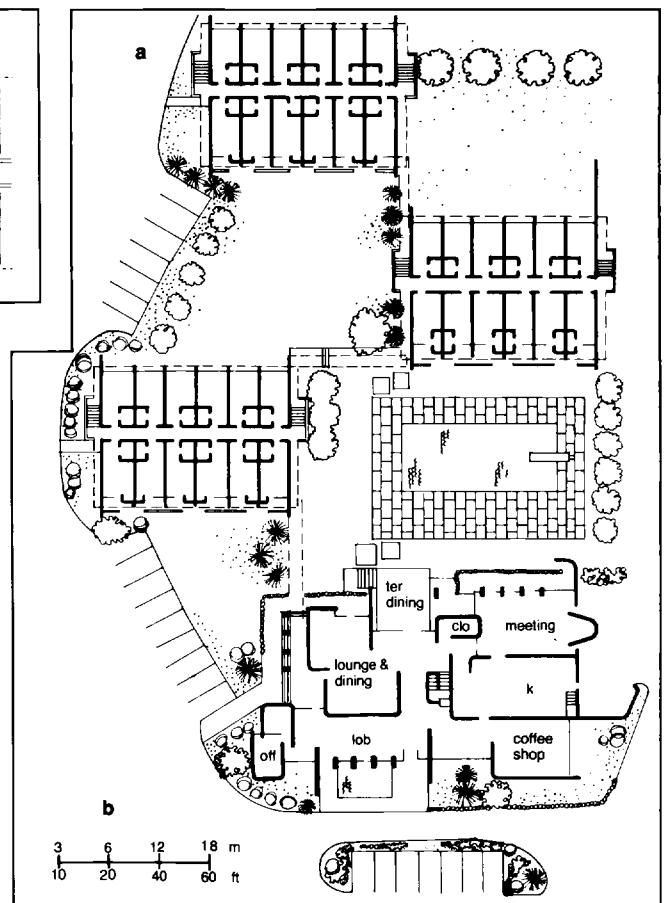 a
ter
dining
clo
meeting
lounge &
dining
k
lob
off
coffee
shop
b
3 6 12 18 m
10 20 40 60 ft